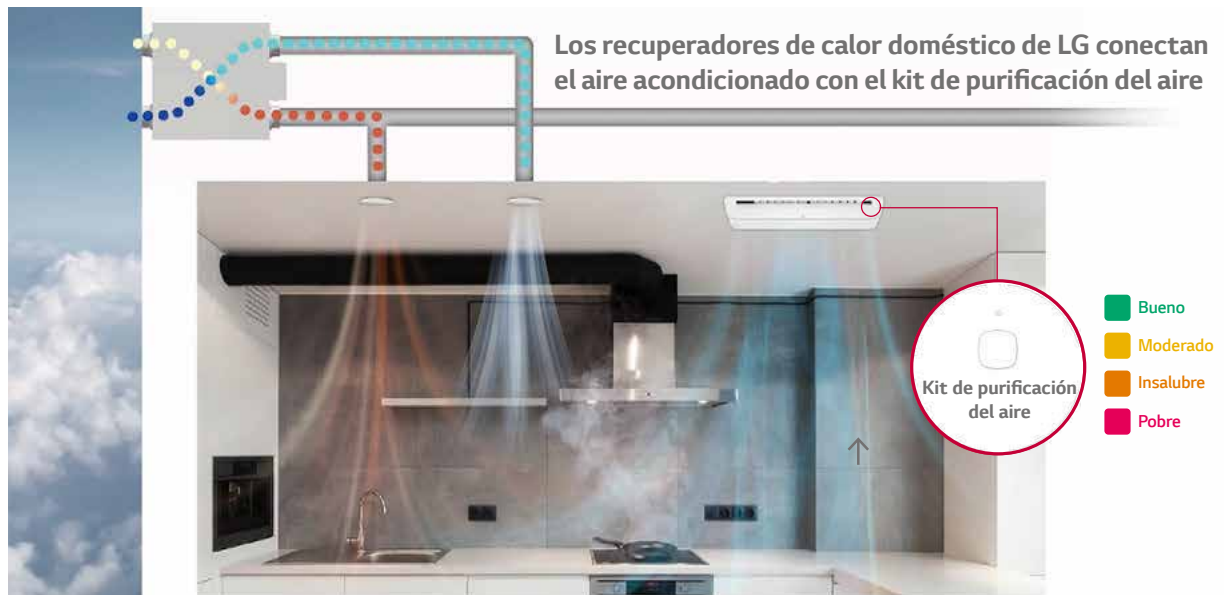 Los recuperadores de calor doméstico de LG conectan
el aire acondicionado con el kit de purificación del aire
Bueno
Moderado
Insalubre
Pobre
Kit de purificación
del aire